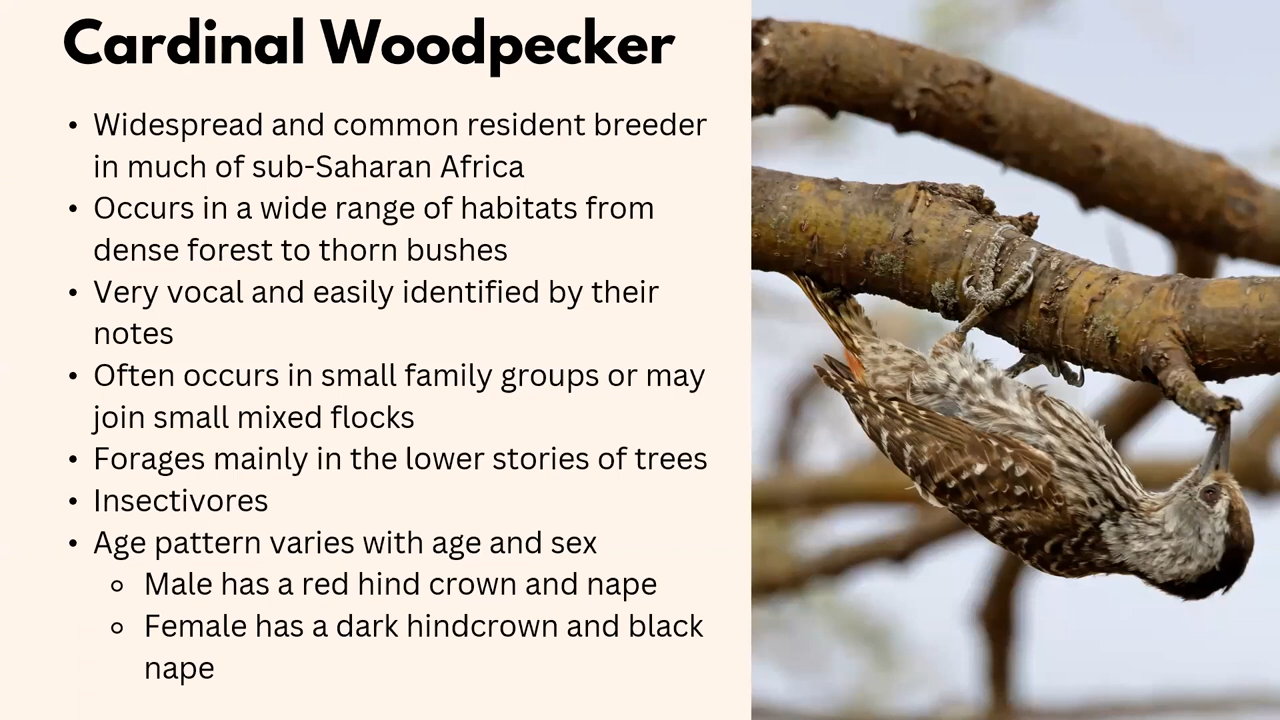 Cardinal Woodpecker
• Widespread and common resident breeder
in much of sub-Saharan Africa
• Occurs in a wide range of habitats from
dense forest to thorn bushes
• Very vocal and easily identified by their
notes
• Often occurs in small family groups or may
join small mixed flocks
• Forages mainly in the lower stories of trees
• Insectivores
• Age pattern varies with age and sex
◦ Male has a red hind crown and nape
◦ Female has a dark hindcrown and black
nape